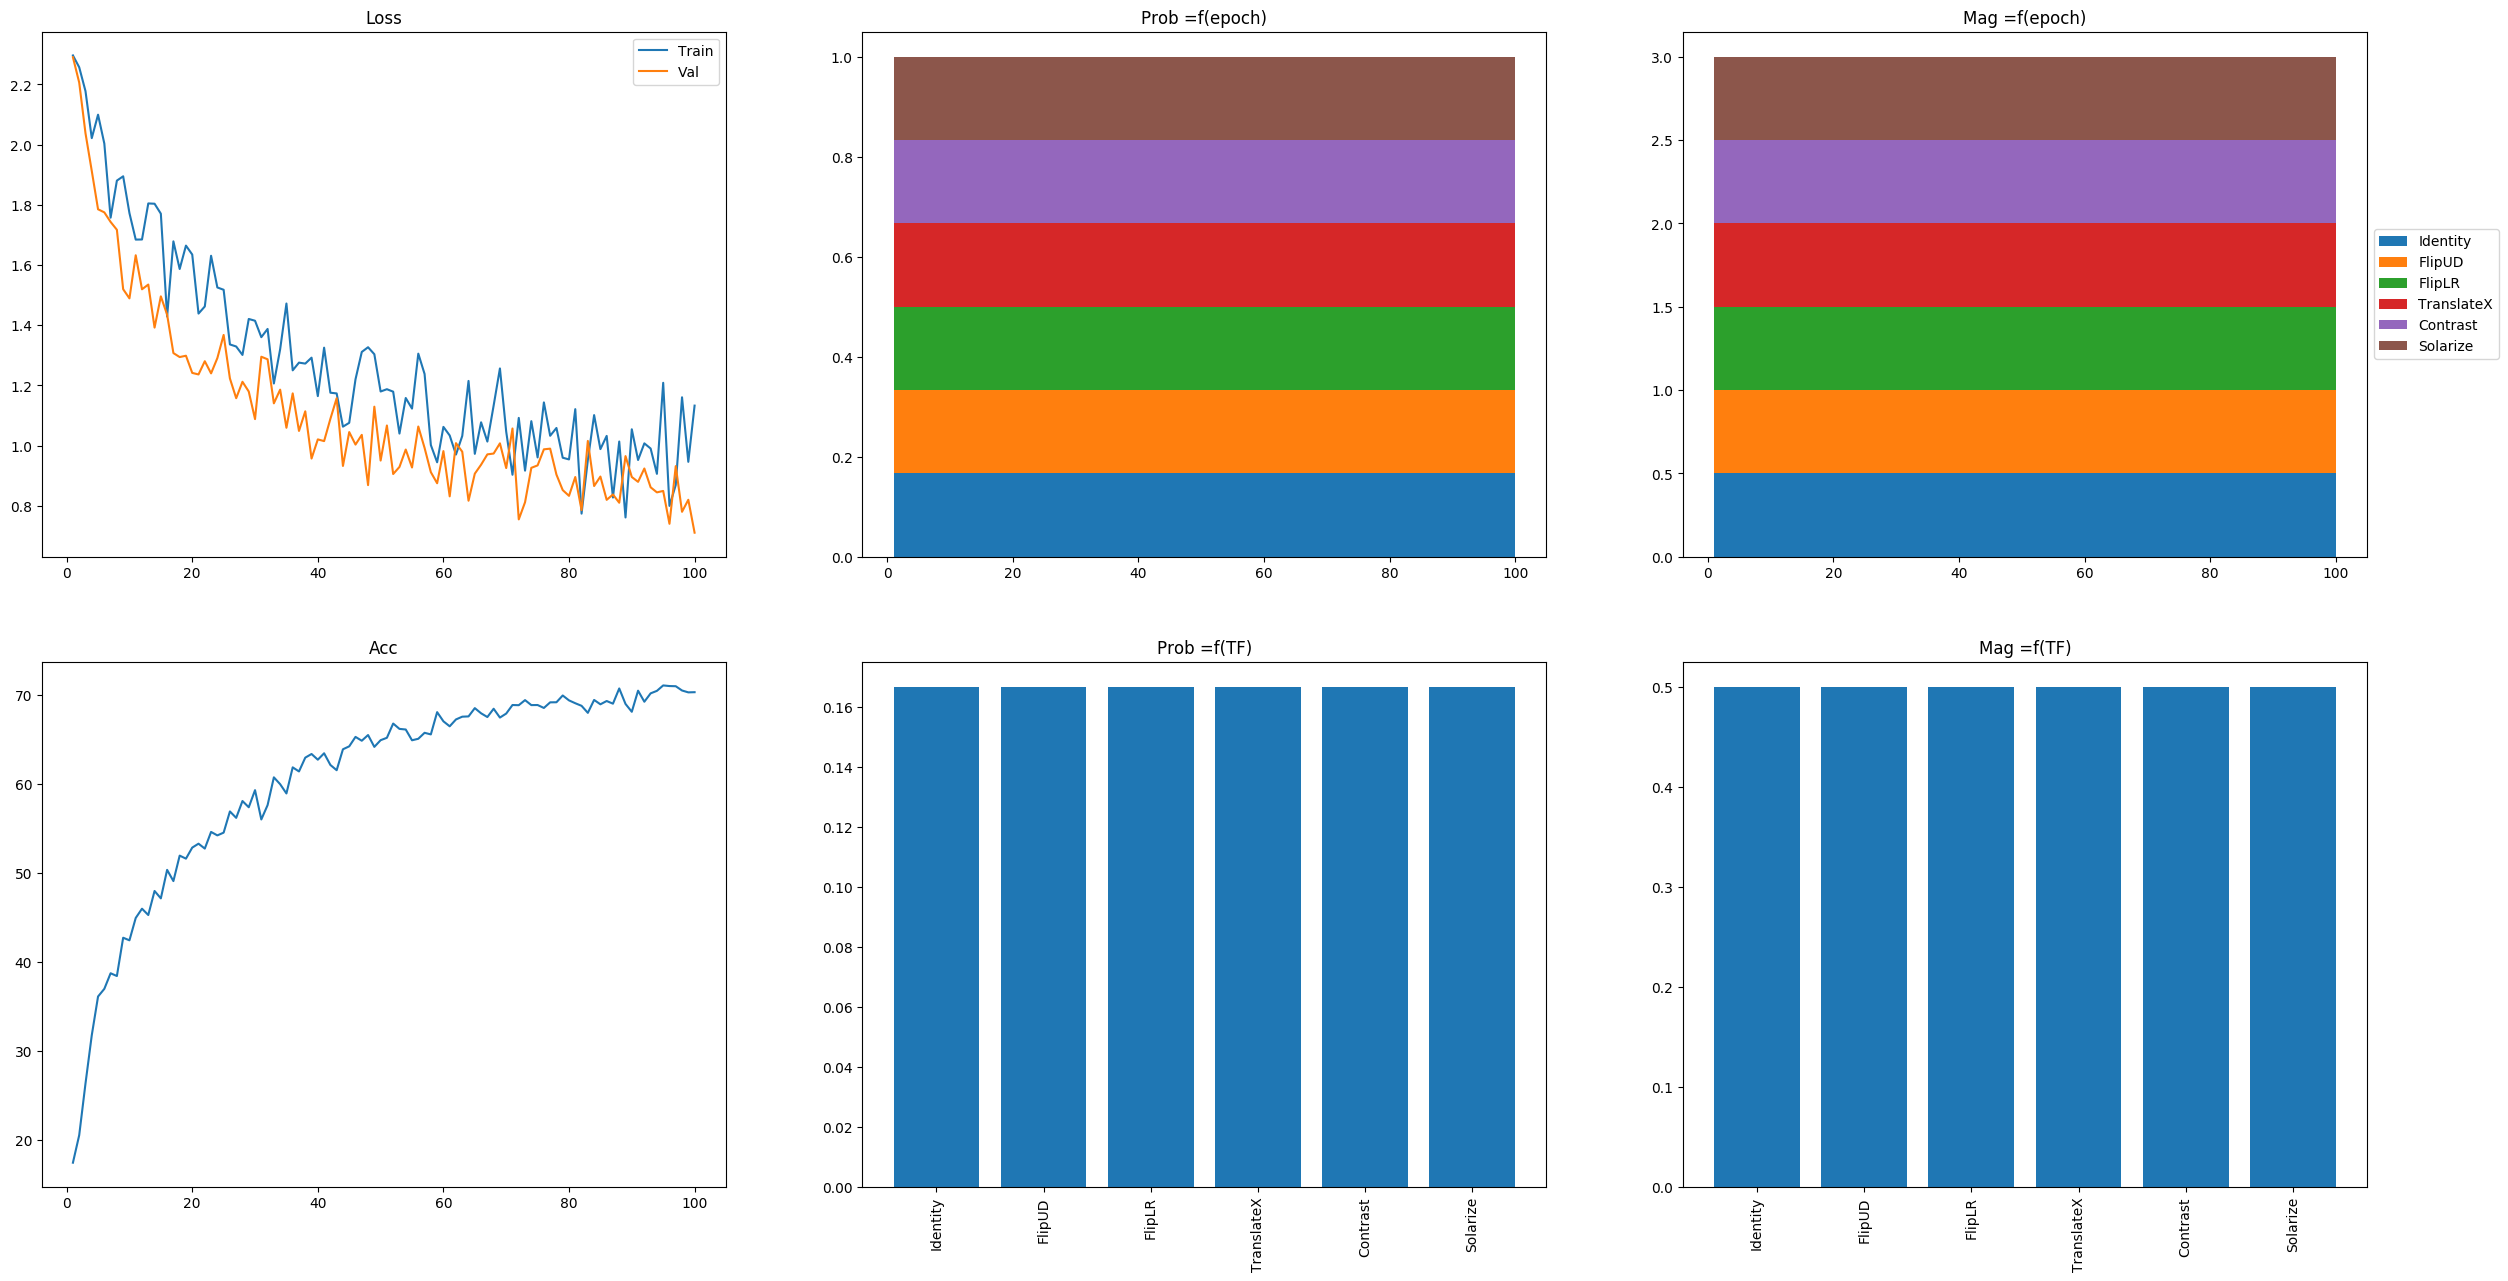 Loss
Train
Val
2.2
2.0
1.8
1.6
1.4
1.2
1.0
0.8
0 20 40 60 80 100
Prob =f(epoch)
1.0
0.8
0.6
0.4
0.2
0.0
0 20 40 60 80 100
Mag =f(epoch)
3.0
2.5
2.0
1.5
1.0
0.5
0.0
0 20 40 60 80 100
Identity
FlipUD
FlipLR
TranslateX
Contrast
Solarize
Acc
70
60
50
40
30
20
0 20 40 60 80 100
Prob =f(TF)
0.16
0.14
0.12
0.10
0.08
0.06
0.04
0.02
0.00
Identity
FlipUD
FlipLR
TranslateX
Contrast
Solarize
Mag =f(TF)
0.5
0.4
0.3
0.2
0.1
0.0
Identity
FlipUD
FlipLR
TranslateX
Contrast
Solarize